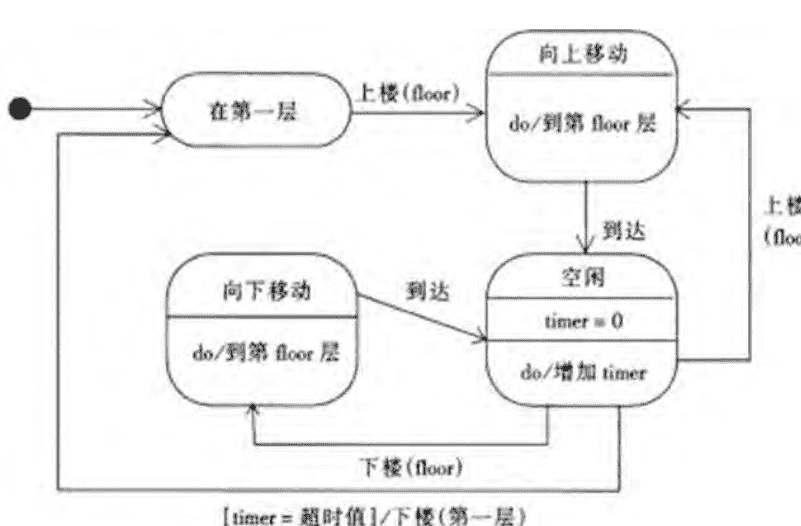 向上移动
在第一层
上楼(floor)
do/到第 floor 层
到达
上楼
(floo
空闲
向下移动
到达
timer = 0
do/到第 floor 层
do/增加 timer
下楼(floor)
[timer = 超时值]/下楼(第一层)